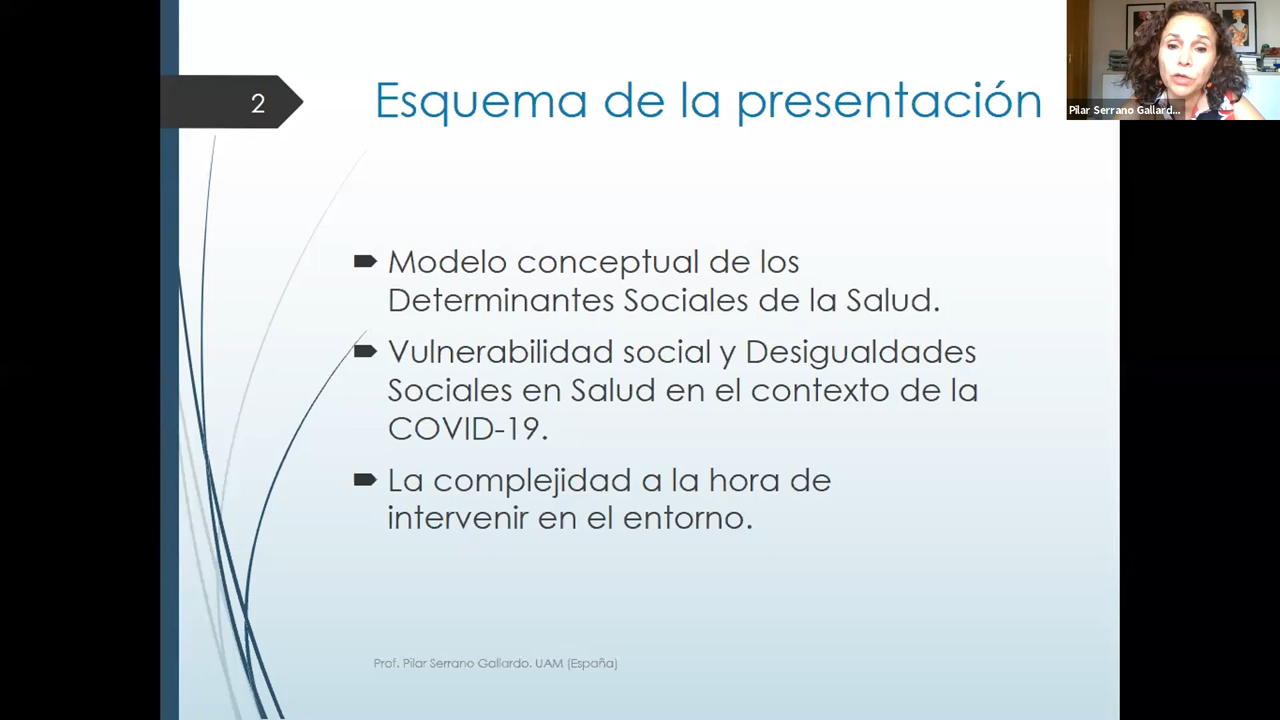 2
Esquema de la presentación
Pilar Serrano Gallard...
Modelo conceptual de los
Determinantes Sociales de la Salud.
Vulnerabilidad social y Desigualdades
Sociales en Salud en el contexto de la
COVID-19.
La complejidad a la hora de
intervenir en el entorno.
Prof. Pilar Serrano Gallardo. UAM (España)